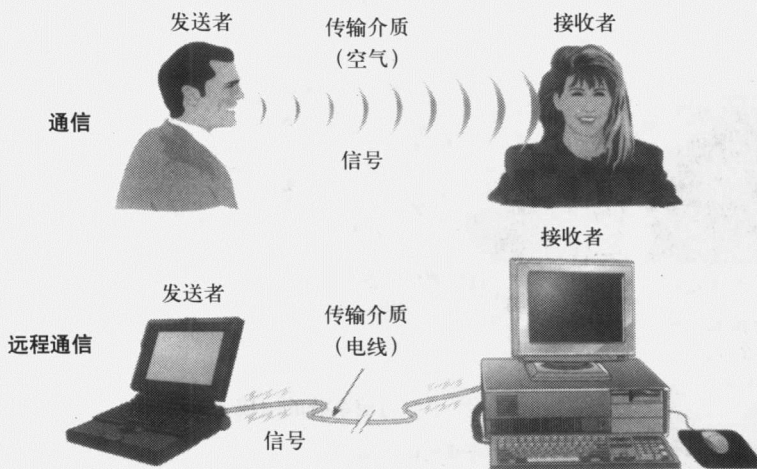 发送者
传输介质
（空气）
接收者
通信
信号
接收者
发送者
传输介质
（电线）
远程通信
信号